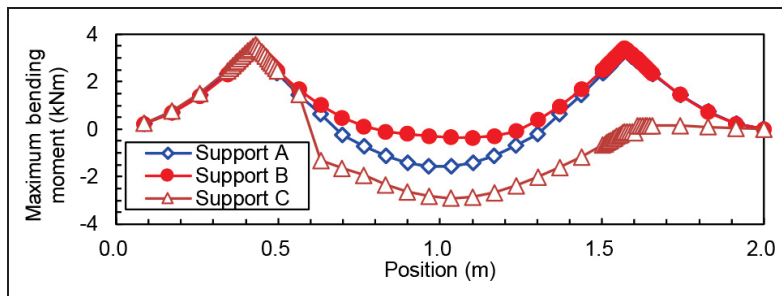 Maximum bending
moment (kNm)
4
2
0
-2
-4
Support A
Support B
Support C
0.0 0.5 1.0 1.5 2.0
Position (m)